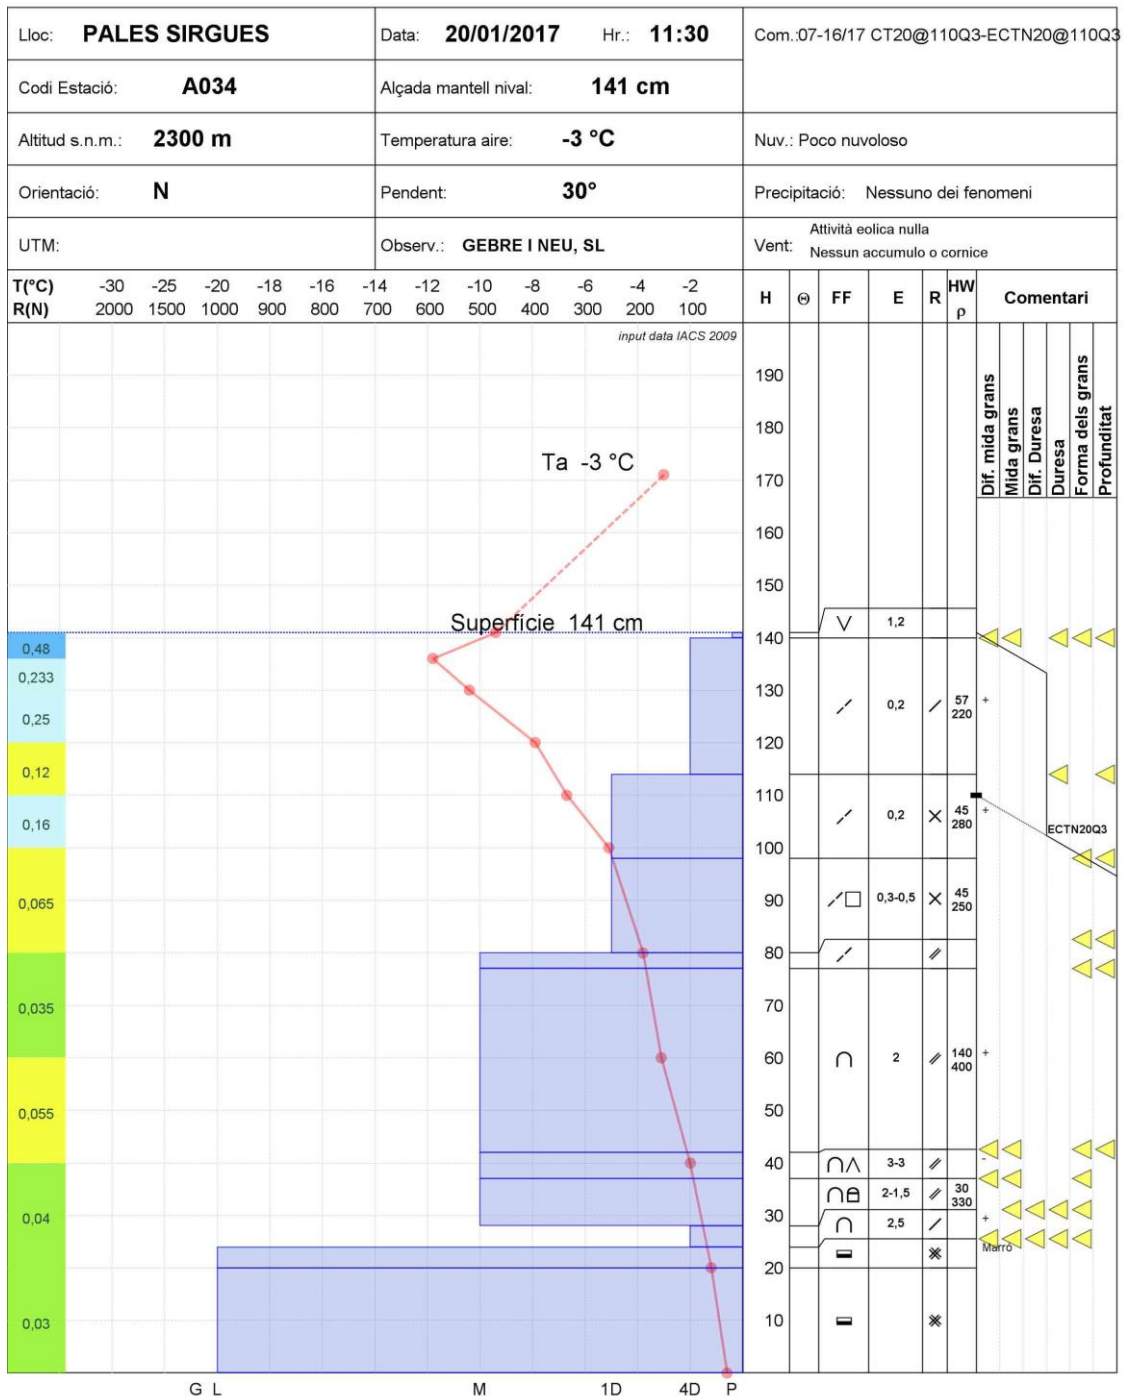 Lloc: PALES SIRGUES Data: 20/01/2017 Hr.: 11:30 Com.:07-16/17 CT20@110Q3-ECTN20@110Q3
Codi Estació: A034 Alçada mantell nival: 141 cm
Altitud s.n.m.: 2300 m Temperatura aire: -3 °C Nuv.: Poco nuvoloso
Orientació: N Pendent: 30° Precipitació: Nessuno dei fenomeni
UTM: Observ.: GEBRE I NEU, SL Vent: Attività eolica nulla
Nessun accumulo o cornice
T(°C) -30 -25 -20 -18 -16 -14 -12 -10 -8 -6 -4 -2
R(N) 2000 1500 1000 900 800 700 600 500 400 300 200 100
H Θ FF E R HW ρ Comentari
input data IACS 2009
Dif. mida grans
Mida grans
Dif. Duresa
Duresa
Forma dels grans
Profunditat
190
180
Ta -3 °C
170
160
150
Superfície 141 cm
1,2
140
0,48
0,233
130
0,2 57 220 +
0,25
120
0,12
110
0,2 45 280 +
0,16
ECTN20Q3
100
0,065
90
0,3-0,5 45 250
80
70
0,035
60
2 140 400 +
50
0,055
40
3-3 -
2-1,5 30 330
30
0,04
2,5 +
Marró
20
10
0,03
G L M 1D 4D P